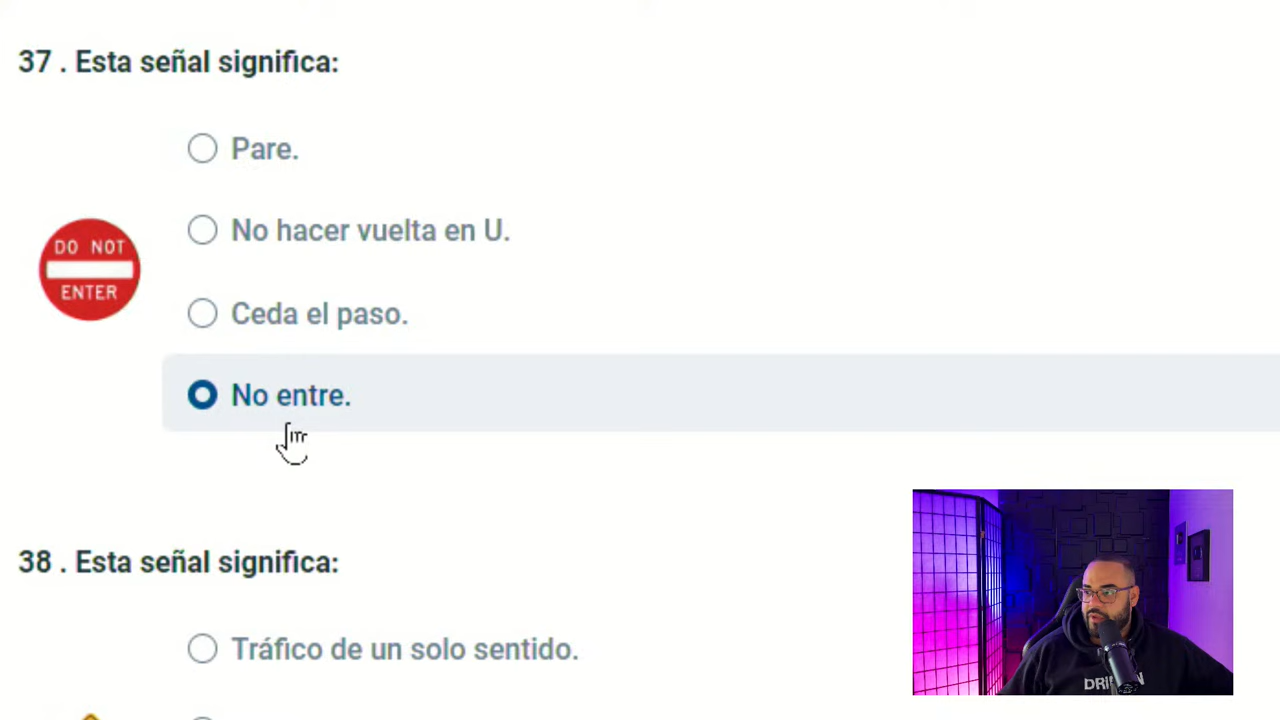 37 . Esta señal significa:
Pare.
No hacer vuelta en U.
DO NOT
ENTER
Ceda el paso.
No entre.
38 . Esta señal significa:
Tráfico de un solo sentido.